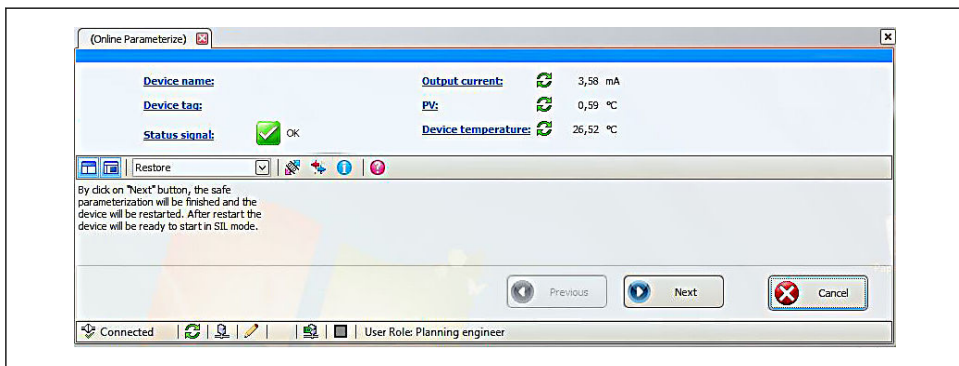 (Online Parameterize)
Device name:
Output current: 3,58 mA
Device tag:
PV: 0,59 °C
Status signal: OK
Device temperature: 26,52 °C
Restore
By click on "Next" button, the safe
parameterization will be finished and the
device will be restarted. After restart the
device will be ready to start in SIL mode.
Previous Next Cancel
Connected User Role: Planning engineer